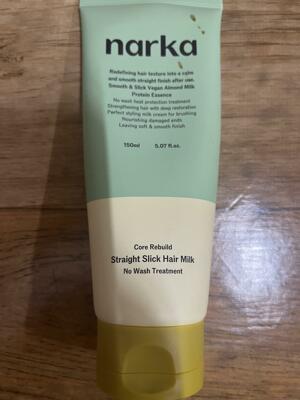 narka
Redefining hair texture into a calm
and smooth straight finish after use.
Smooth & Slick Vegan Almond Milk
Protein Essence
No wash heat protection treatment
Strengthening hair with deep restoration
Perfect styling milk cream for brushing
Nourishing damaged ends
Leaving soft & smooth finish
150ml 5.07 fl.oz.
Core Rebuild
Straight Slick Hair Milk
No Wash Treatment